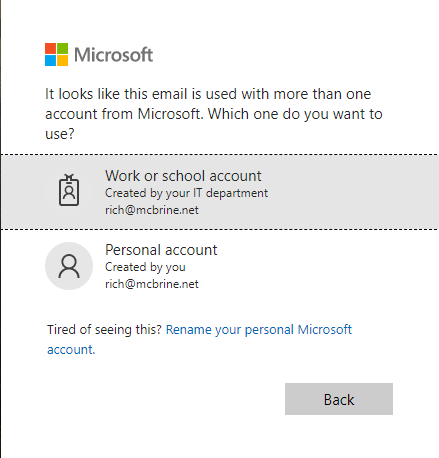 Microsoft
It looks like this email is used with more than one
account from Microsoft. Which one do you want to
use?
Work or school account
Created by your IT department
rich@mcbrine.net
Personal account
Created by you
rich@mcbrine.net
Tired of seeing this? Rename your personal Microsoft
account.
Back